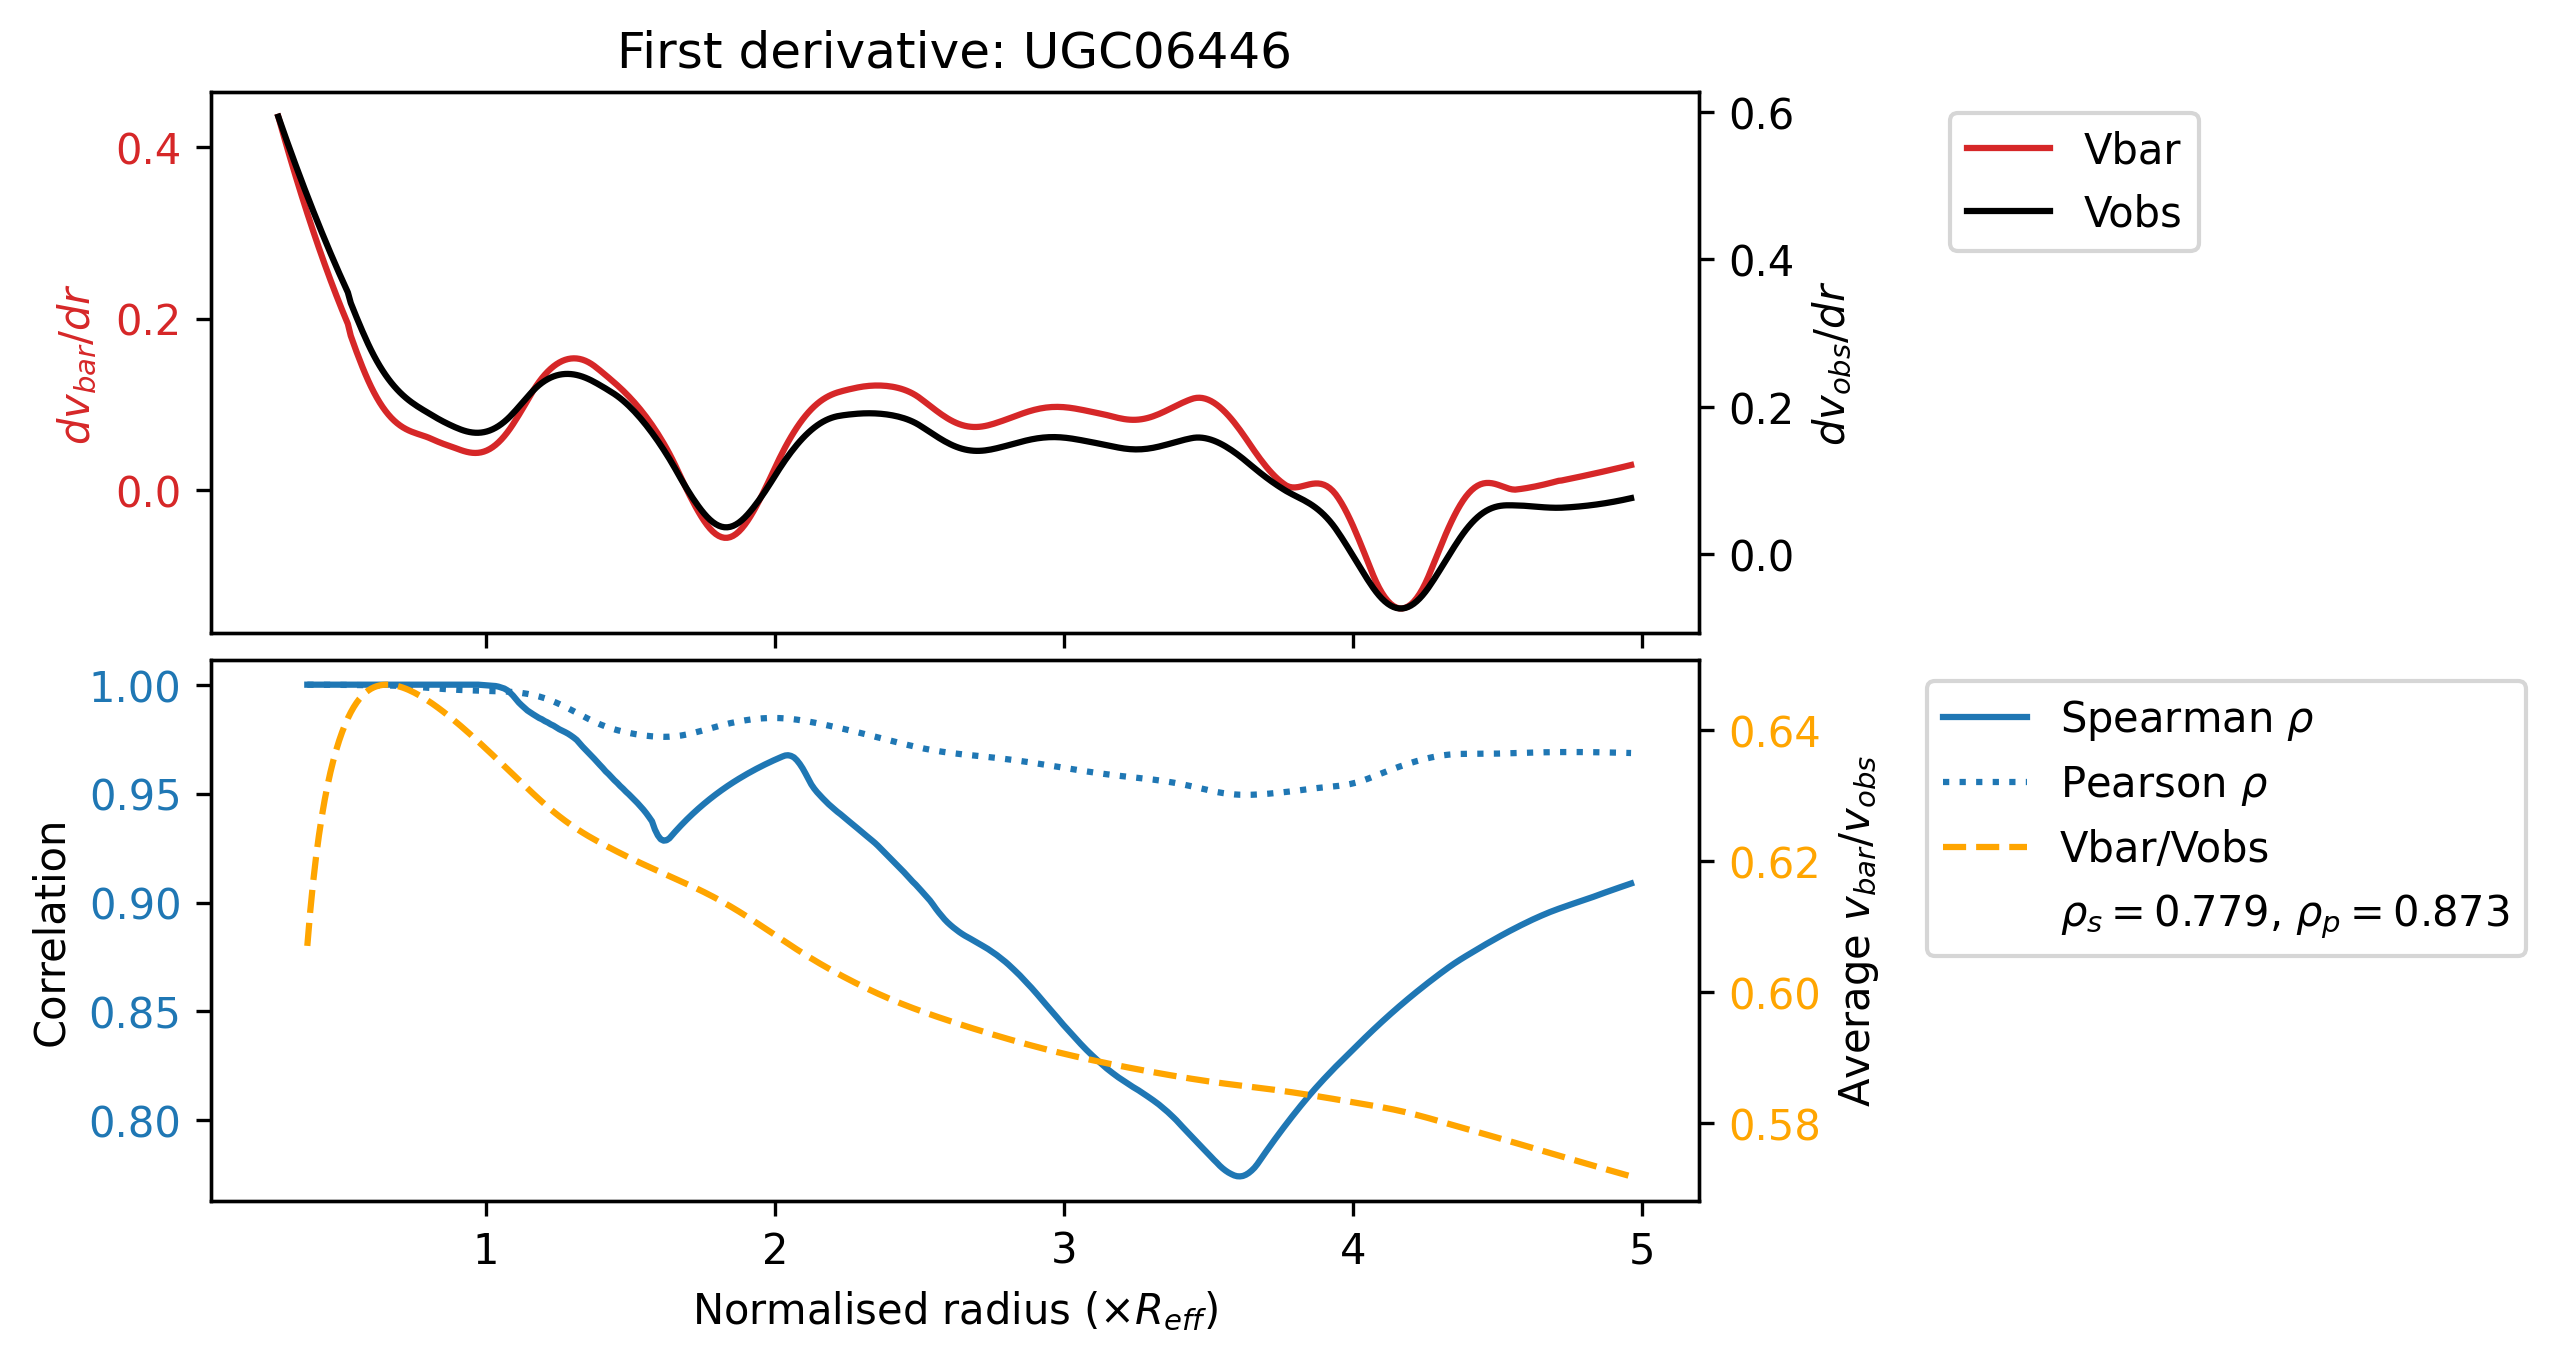 First derivative: UGC06446
0.4
0.2
0.0
dv_bar/dr
0.6
0.4
0.2
0.0
dv_obs/dr
Vbar
Vobs
1.00
0.95
0.90
0.85
0.80
Correlation
0.64
0.62
0.60
0.58
Average v_bar/v_obs
Spearman ρ
Pearson ρ
Vbar/Vobs
ρ_s = 0.779, ρ_p = 0.873
1 2 3 4 5
Normalised radius (×R_eff)